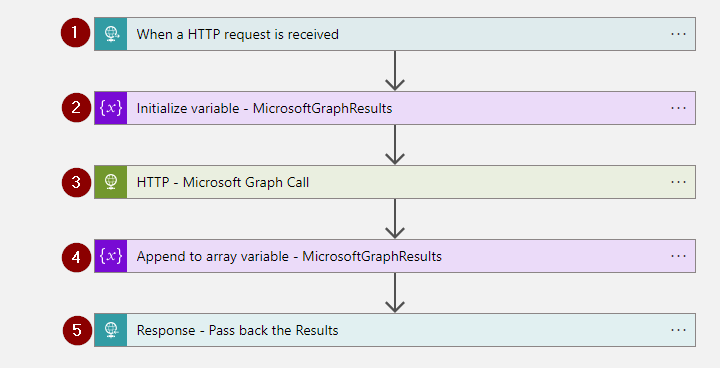 1 When a HTTP request is received ...
2 {x} Initialize variable - MicrosoftGraphResults ...
3 HTTP - Microsoft Graph Call ...
4 {x} Append to array variable - MicrosoftGraphResults ...
5 Response - Pass back the Results ...